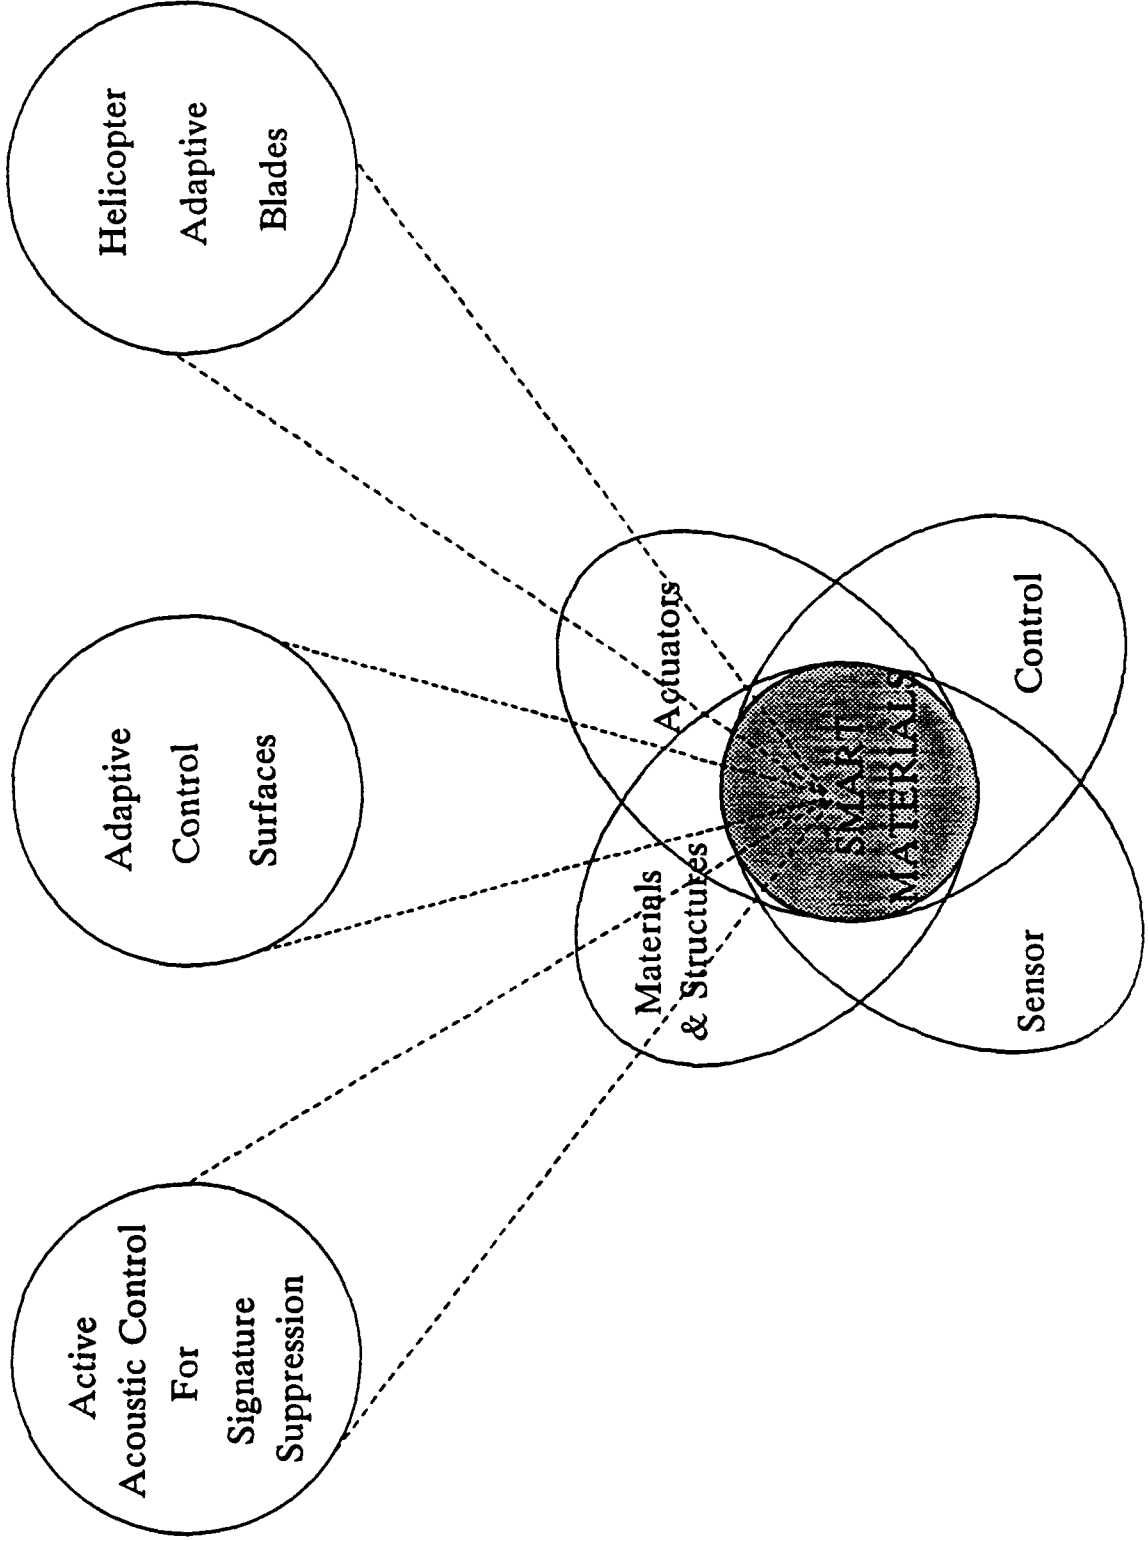 Active
Acoustic Control
For
Signature
Suppression
Adaptive
Control
Surfaces
Helicopter
Adaptive
Blades
Materials
& Structures
Actuators
SMART
MATERIALS
Sensor
Control